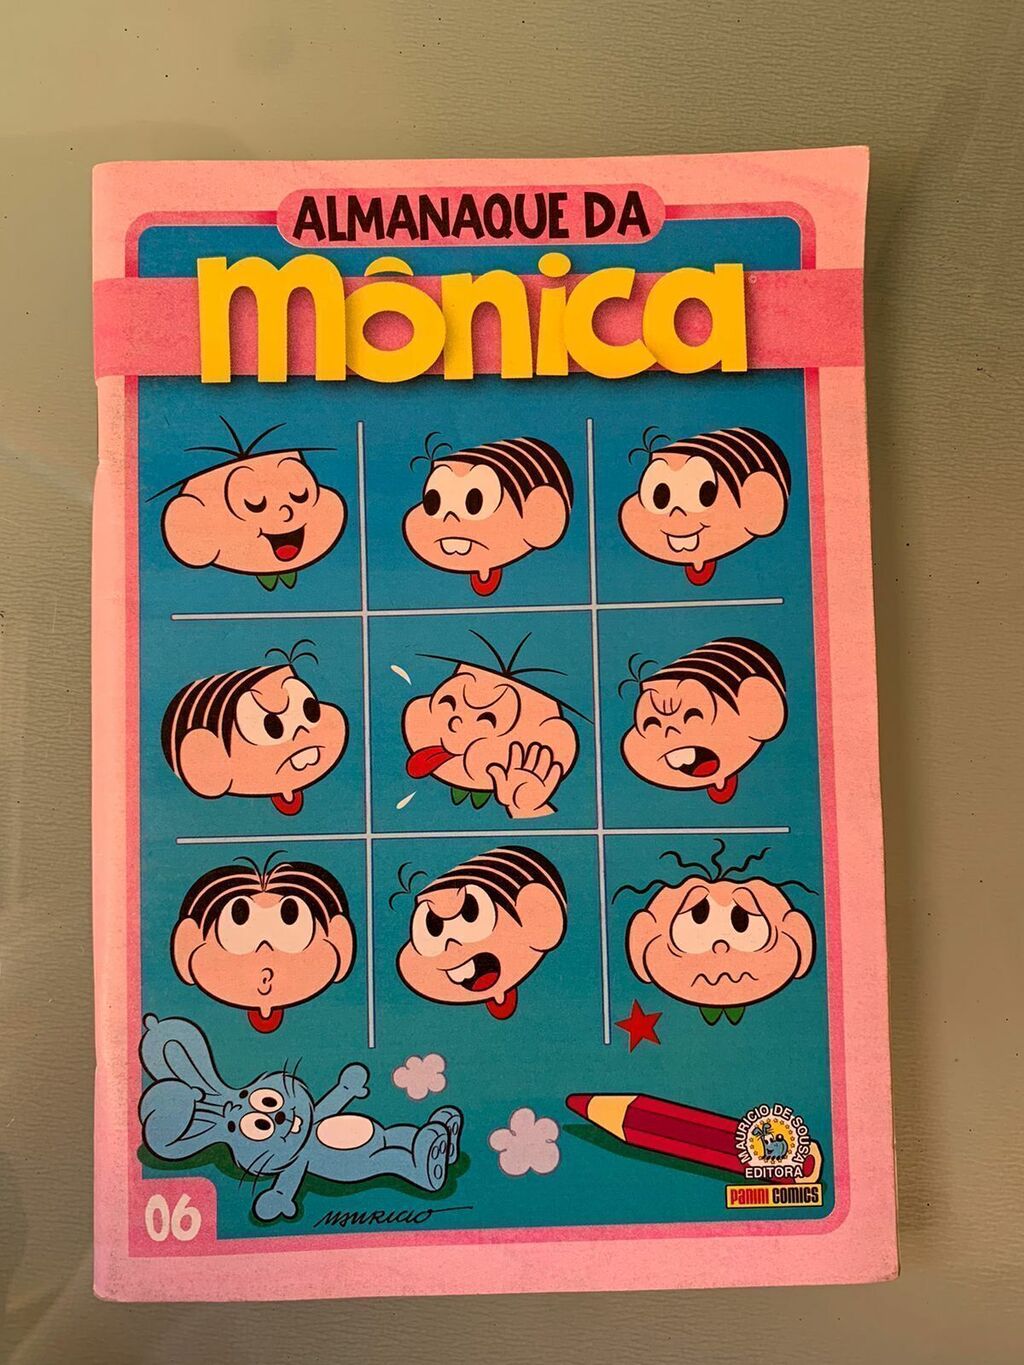 ALMANAQUE DA
mônica
MAURICIO DE SOUSA
EDITORA
PANINI COMICS
06
MAURICIO